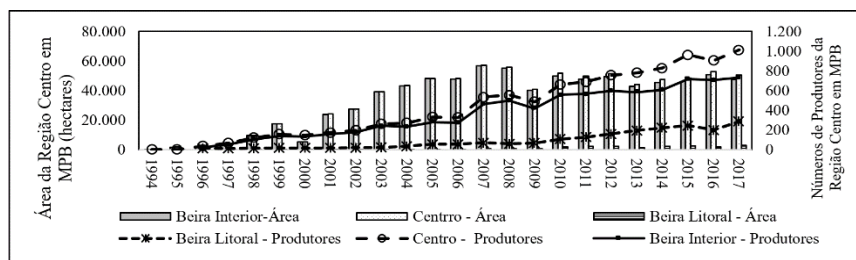 Área da Região Centro em
MPB (hectares)
80.000
60.000
40.000
20.000
0
1.200
1.000
800
600
400
200
0
Números de Produtores da
Região Centro em MPB
1994 1995 1996 1997 1998 1999 2000 2001 2002 2003 2004 2005 2006 2007 2008 2009 2010 2011 2012 2013 2014 2015 2016 2017
Beira Interior-Área Centrro - Área Beira Litoral - Área
Beira Litoral - Produtores Centro - Produtores Beira Interior - Produtores